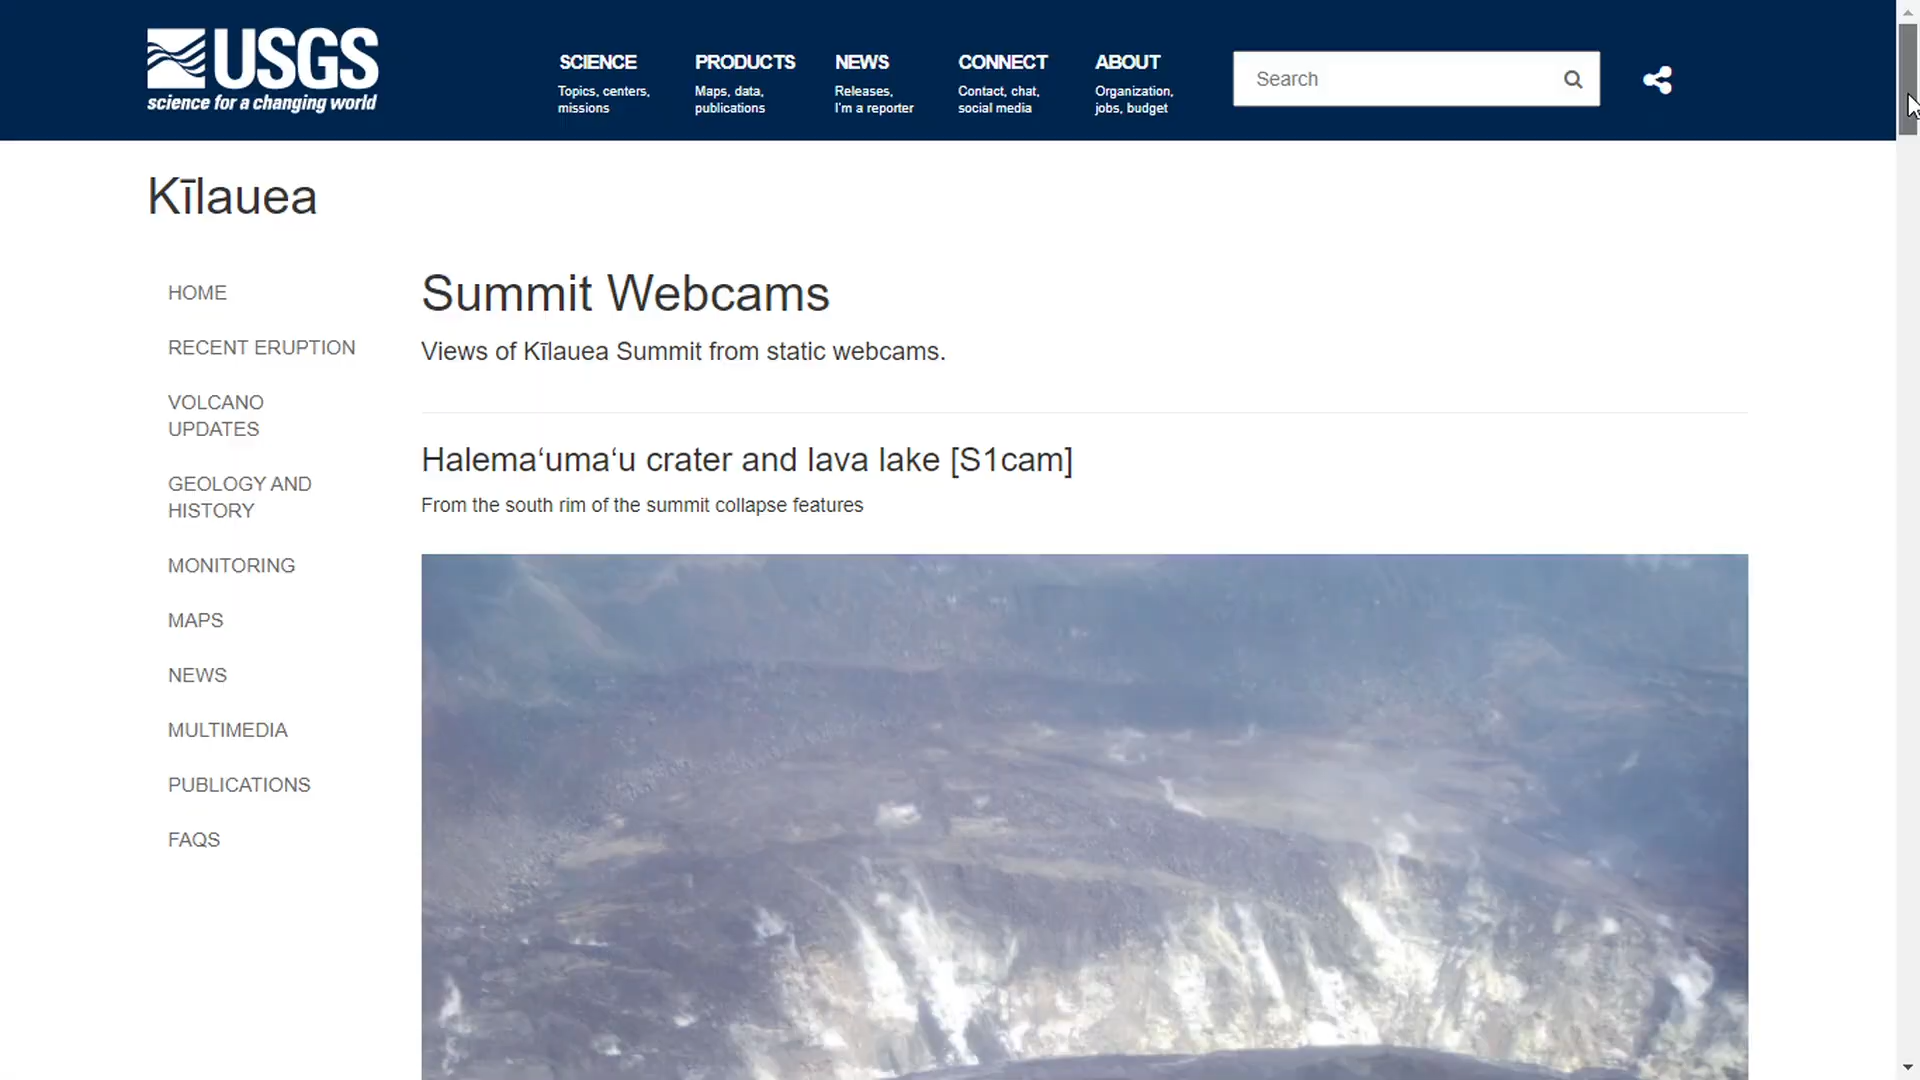 USGS
science for a changing world
SCIENCE
Topics, centers,
missions
PRODUCTS
Maps, data,
publications
NEWS
Releases,
I'm a reporter
CONNECT
Contact, chat,
social media
ABOUT
Organization,
jobs, budget
Search
Kīlauea
HOME
RECENT ERUPTION
VOLCANO
UPDATES
GEOLOGY AND
HISTORY
MONITORING
MAPS
NEWS
MULTIMEDIA
PUBLICATIONS
FAQS
Summit Webcams
Views of Kīlauea Summit from static webcams.
Halemaʻumaʻu crater and lava lake [S1cam]
From the south rim of the summit collapse features